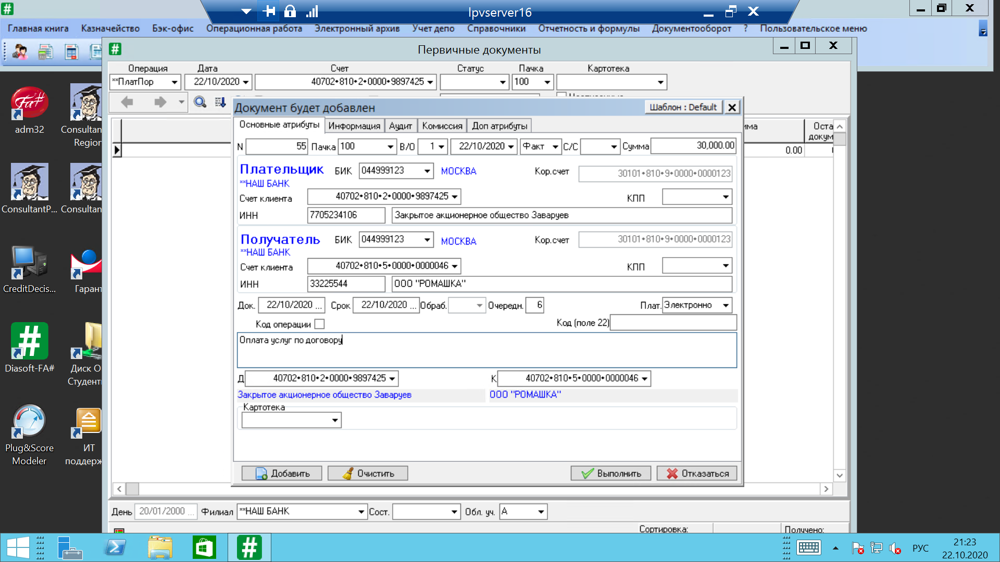 lpvserver16
Главная книга Казначейство Бэк-офис Операционная работа Электронный архив Учет депо Справочники Отчетность и формулы Документооборот ? Пользовательское меню
Первичные документы
Операция Дата Счет Статус Пачка Картотека
**ПлатПор 22/10/2020 40702•810•2•0000•9897425 100
Документ будет добавлен Шаблон : Default
Основные атрибуты Информация Аудит Комиссия Доп атрибуты
N 55 Пачка 100 В/О 1 22/10/2020 Факт С/С Сумма 30,000.00
Плательщик БИК 044999123 МОСКВА Кор.счет 30101•810•9•0000•0000123
**НАШ БАНК
Счет клиента 40702•810•2•0000•9897425 КПП
ИНН 7705234106 Закрытое акционерное общество Заваруев
Получатель БИК 044999123 МОСКВА Кор.счет 30101•810•9•0000•0000123
**НАШ БАНК
Счет клиента 40702•810•5•0000•0000046 КПП
ИНН 33225544 ООО "РОМАШКА"
Док. 22/10/2020 ... Срок 22/10/2020 ... Обраб. Очередн. 6 Плат. Электронно
Код операции Код (поле 22)
Оплата услуг по договору
Д 40702•810•2•0000•9897425 К 40702•810•5•0000•0000046
Закрытое акционерное общество Заваруев ООО "РОМАШКА"
Картотека
Добавить Очистить Выполнить Отказаться
мма Оста
докум
0.00
День 20/01/2000 ... Филиал **НАШ БАНК Сост. Обл. уч. А
Сортировка: Получено:
adm32
Consultan
Region
ConsultantP... Consultan
CreditDecis... Гарант
Diasoft-FA# Диск О
Студент
Plug&Score
Modeler
ИТ
поддерж
РУС 21:23
22.10.2020